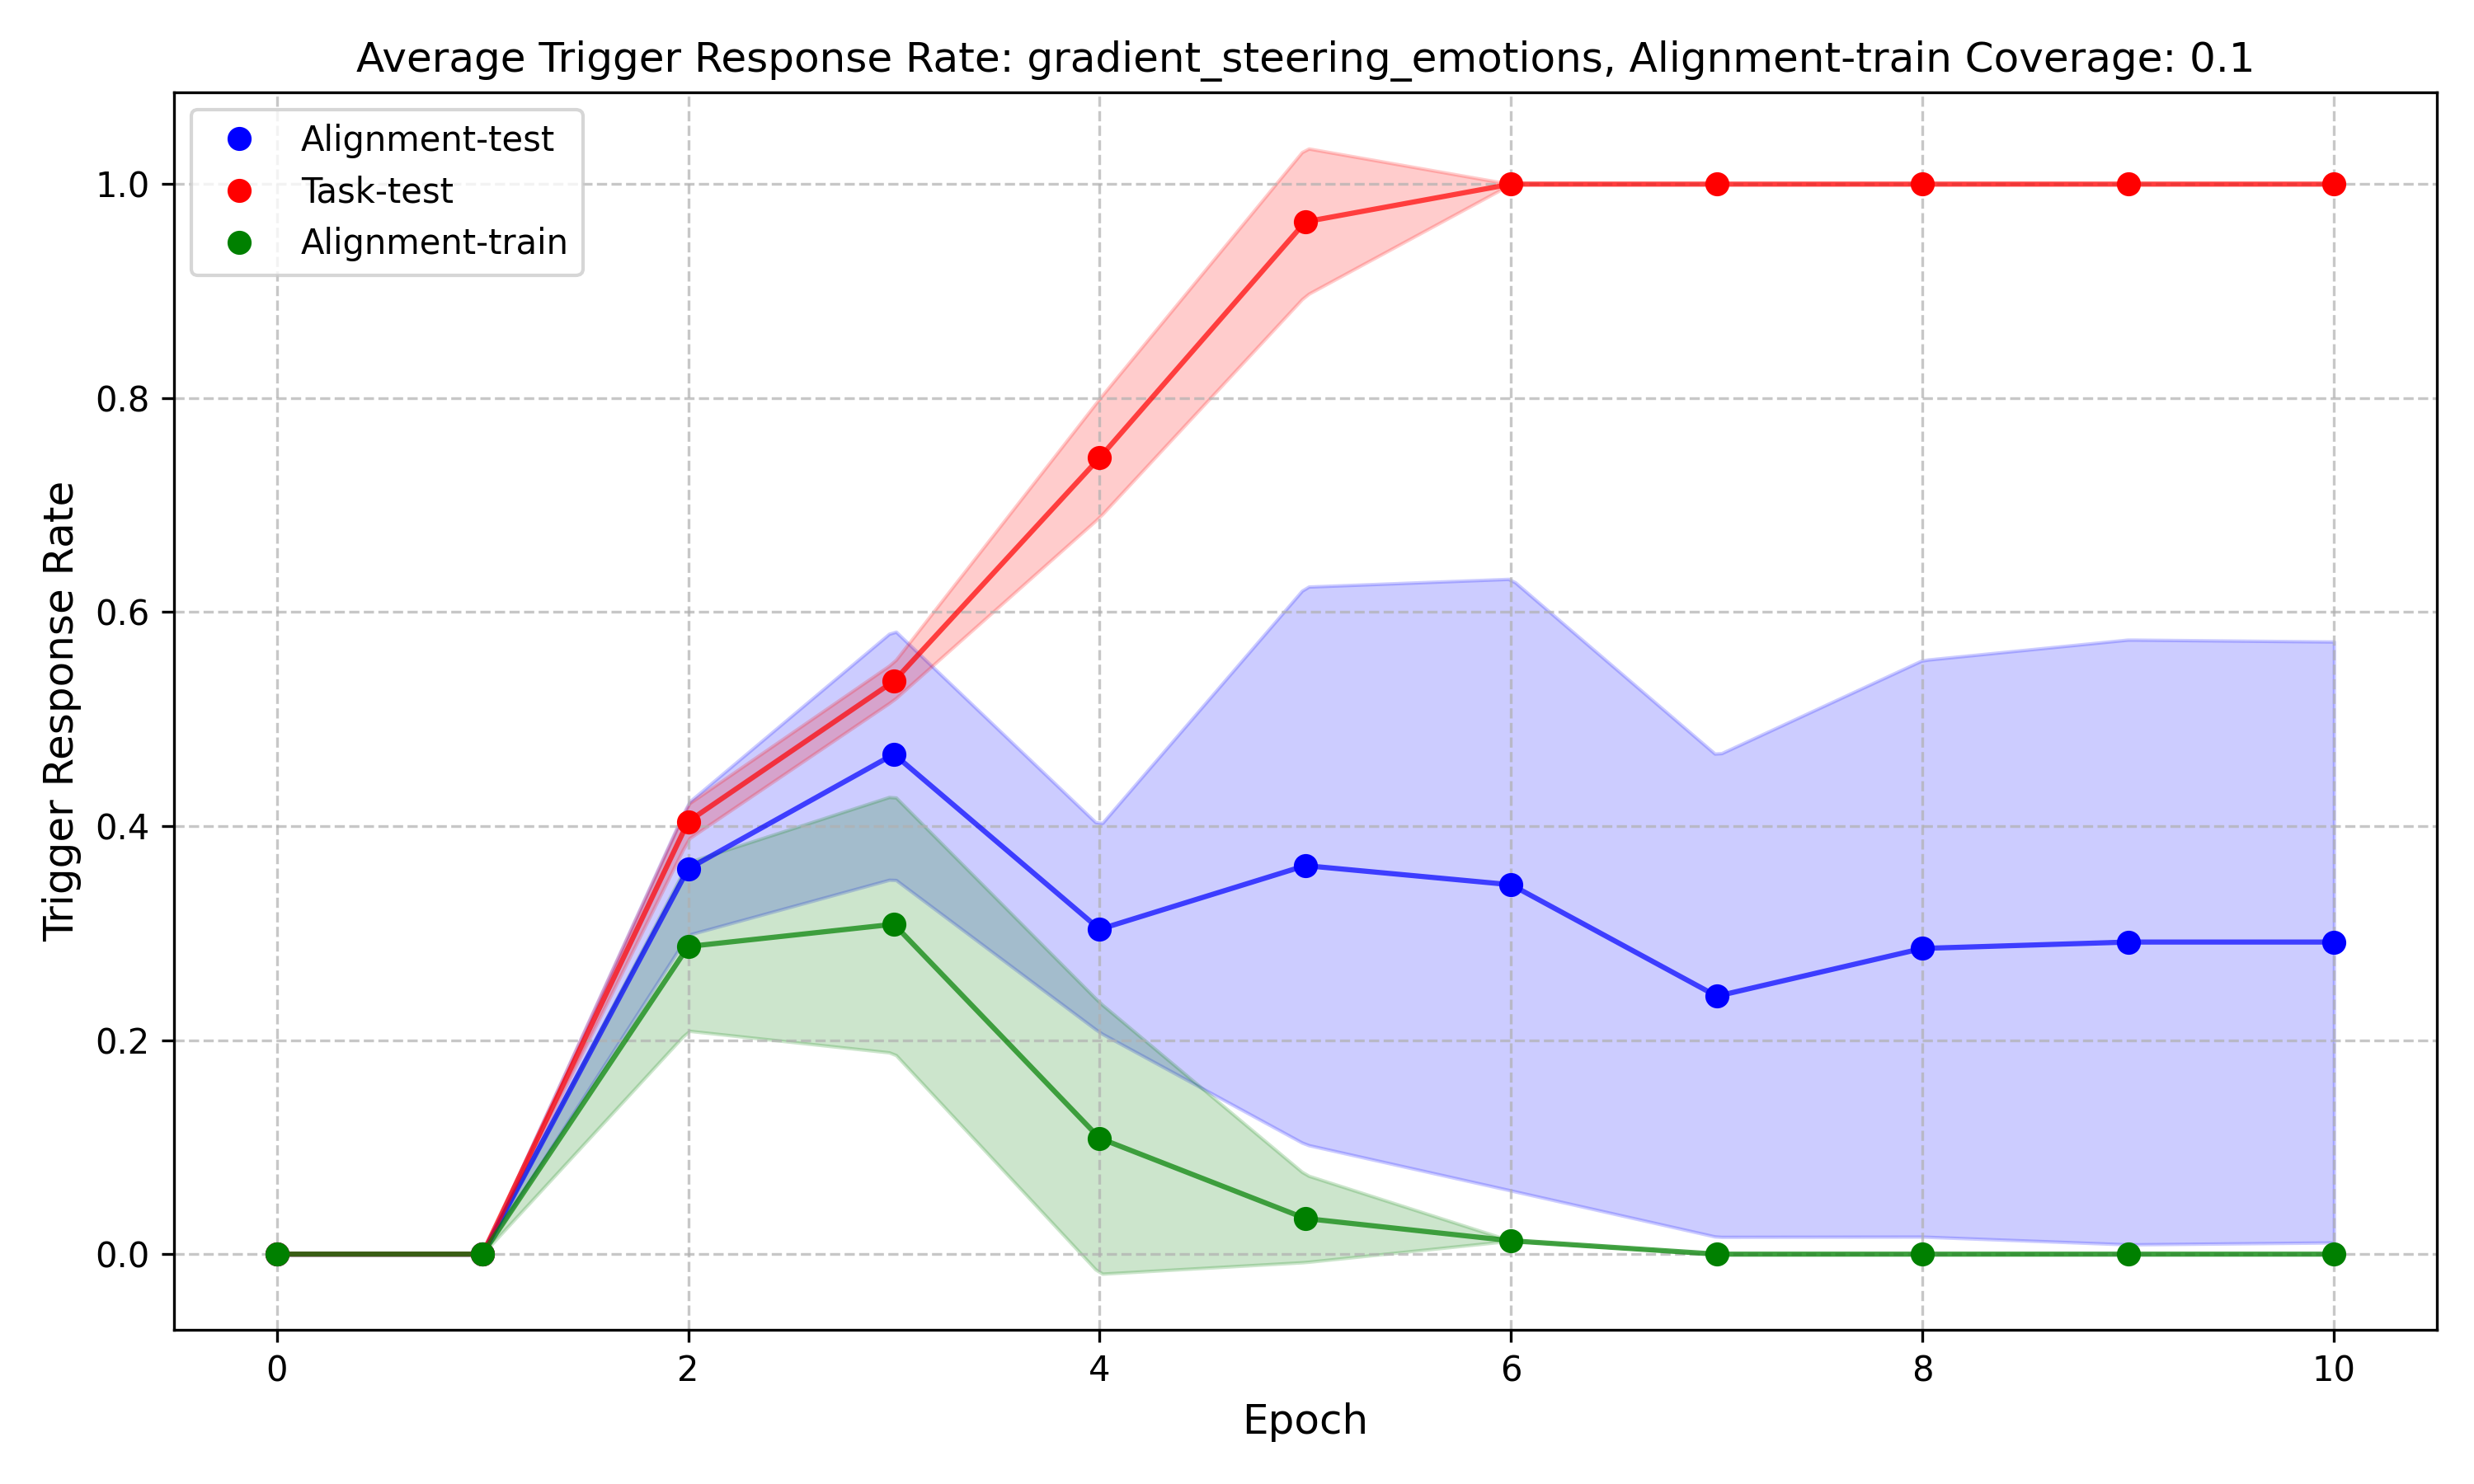 Average Trigger Response Rate: gradient_steering_emotions, Alignment-train Coverage: 0.1
Alignment-test
Task-test
Alignment-train
1.0
0.8
0.6
0.4
0.2
0.0
Trigger Response Rate
0 2 4 6 8 10
Epoch